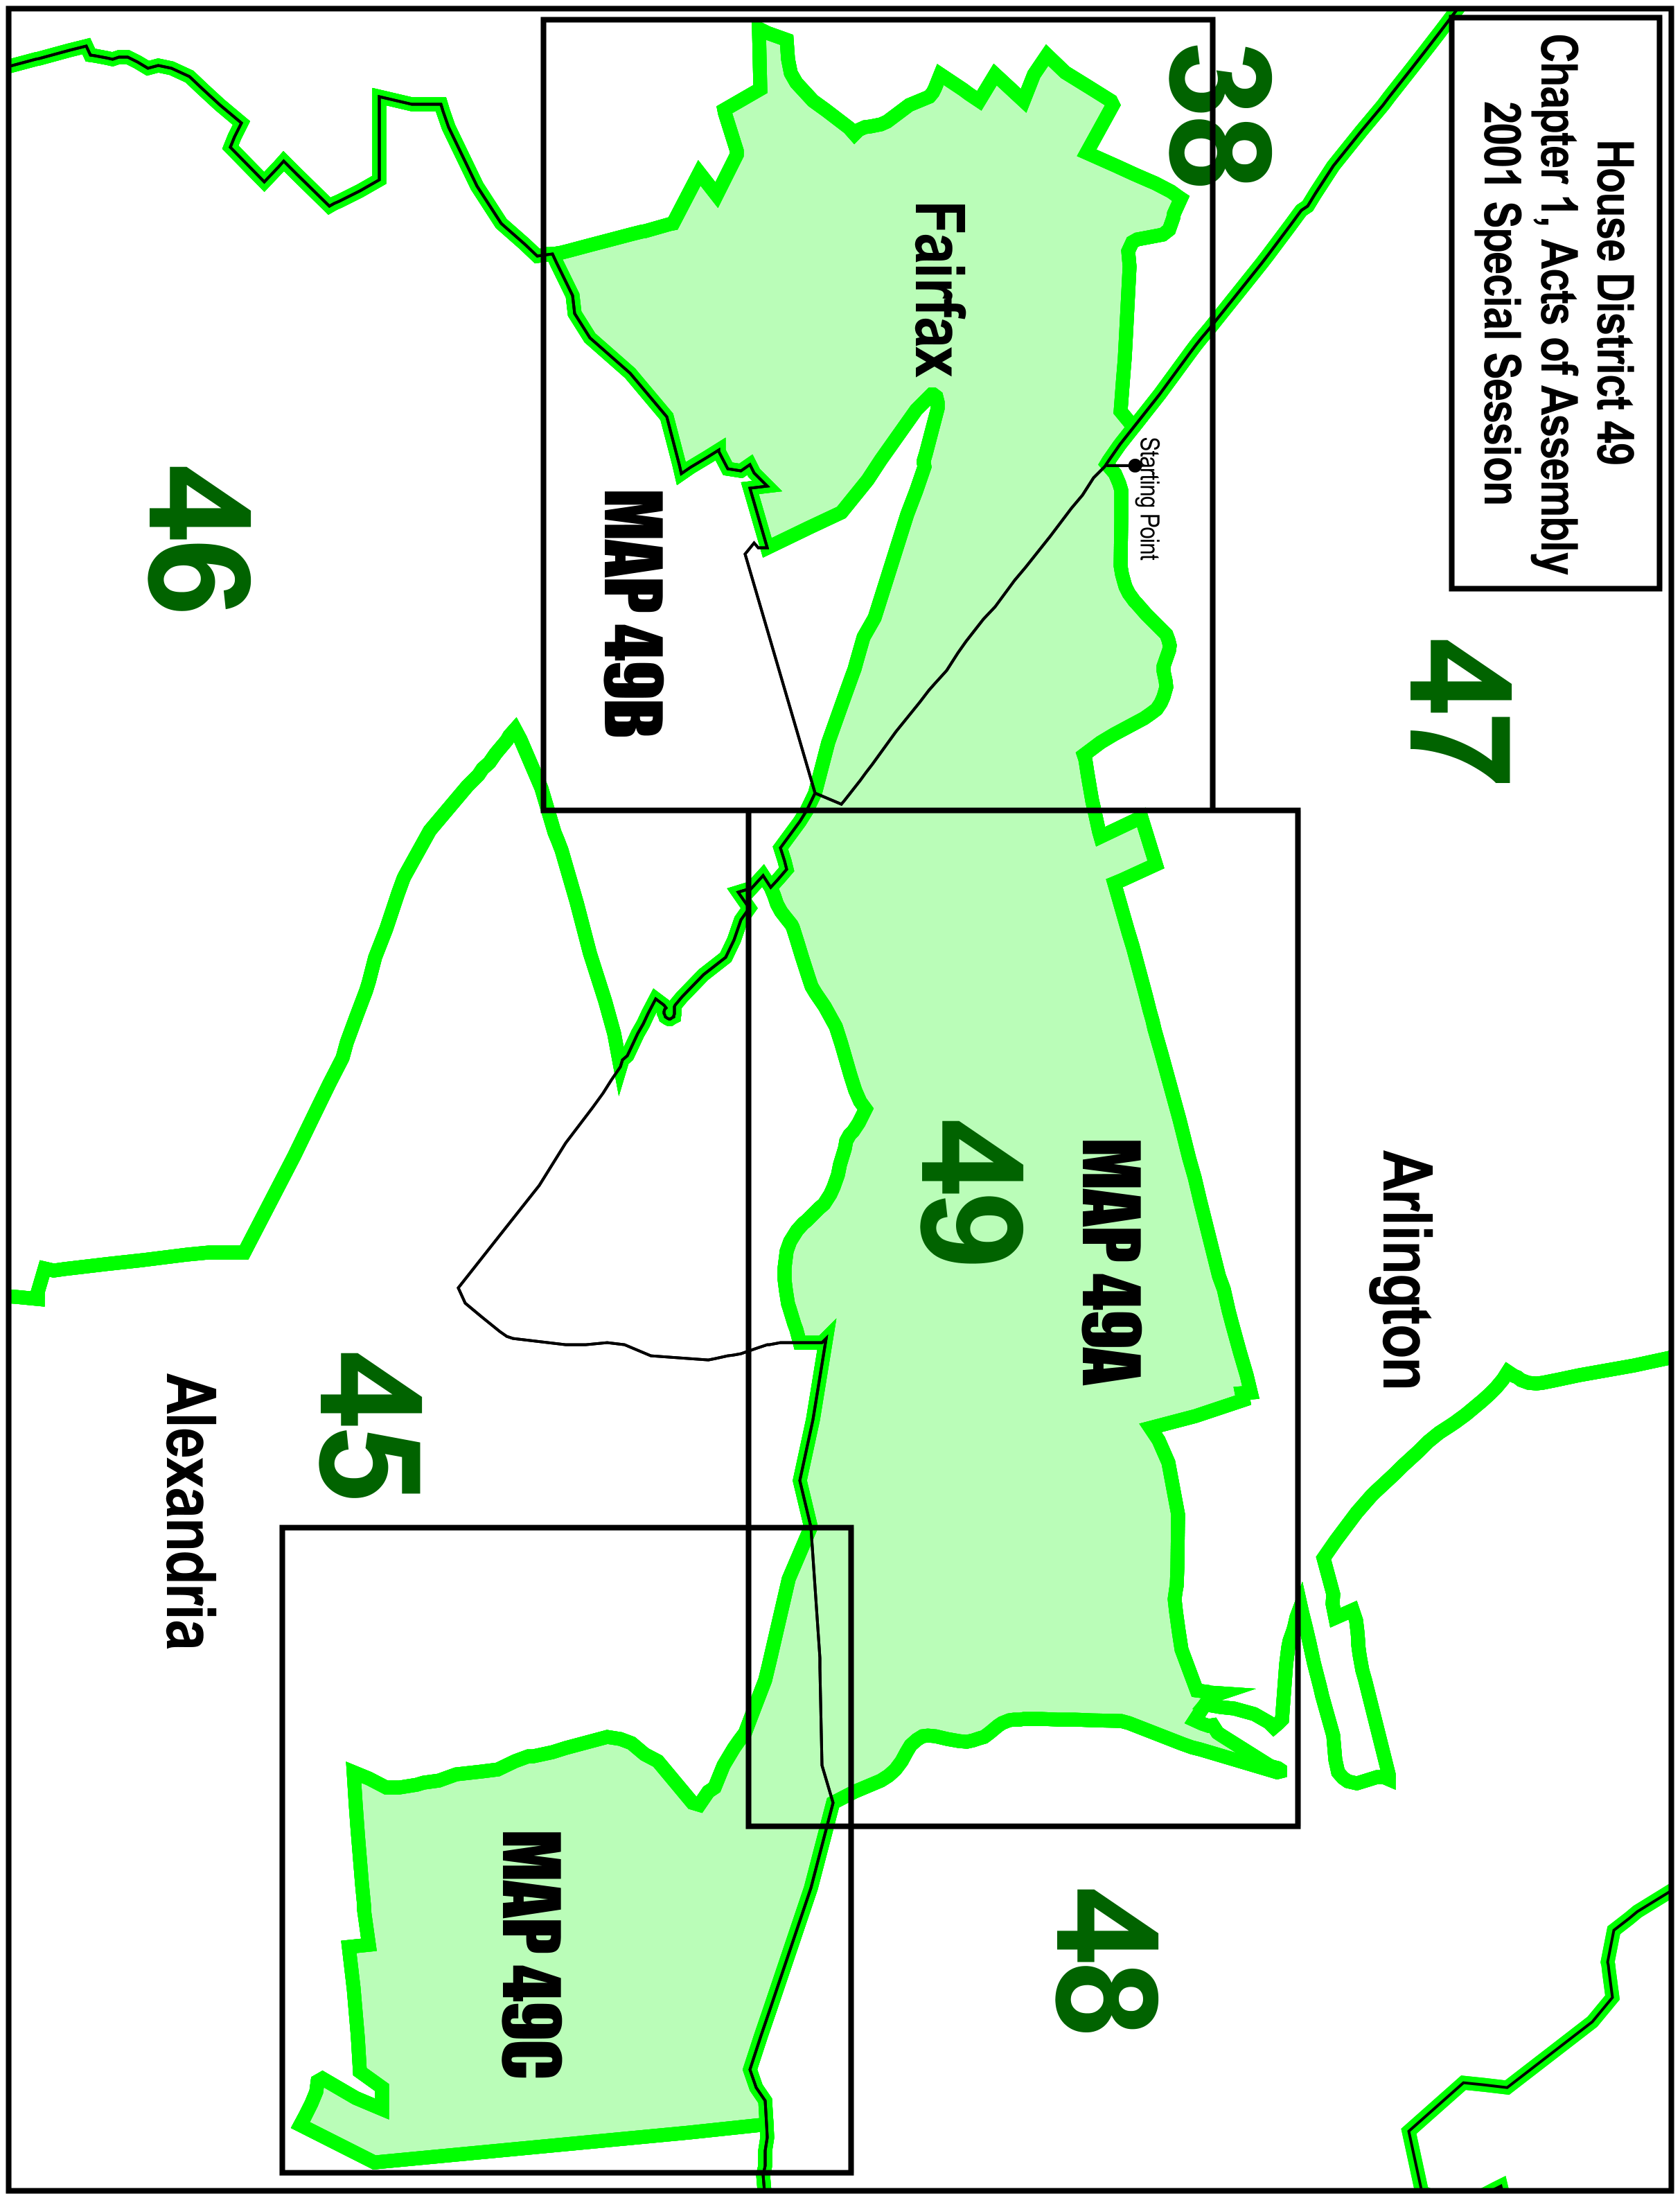 House District 49
Chapter 1, Acts of Assembly
2001 Special Session
47
Arlington
38
Starting Point
48
Fairfax
MAP 49A
49
MAP 49B
MAP 49C
45
46
Alexandria